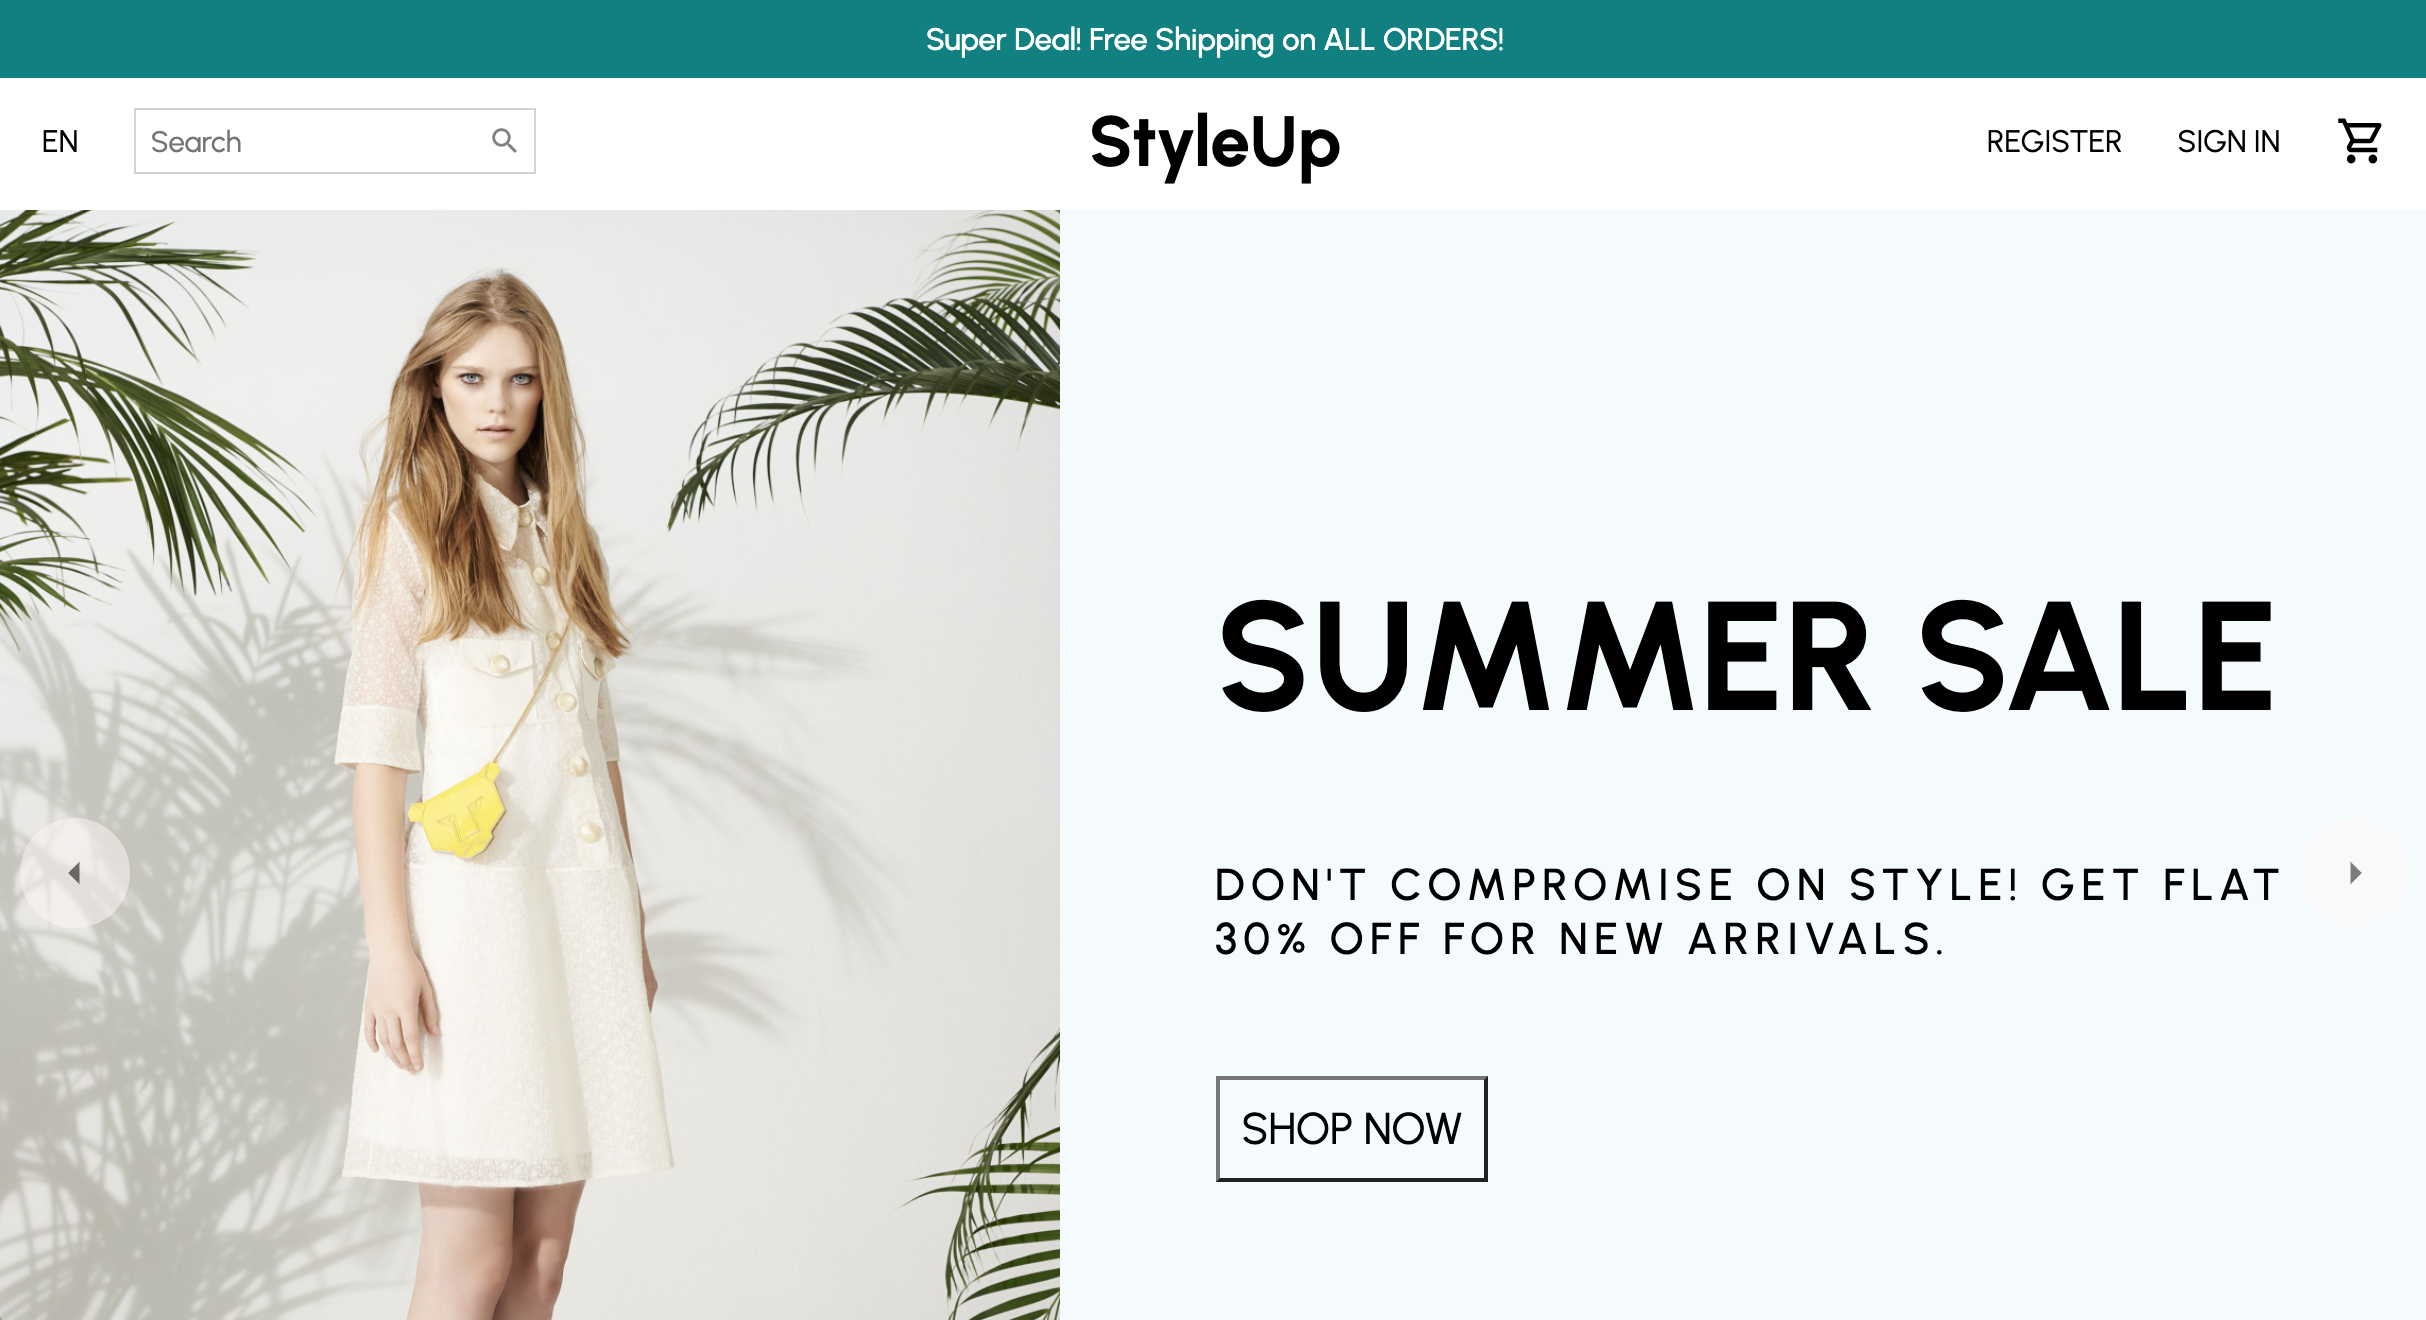 Super Deal! Free Shipping on ALL ORDERS!
EN
Search
StyleUp
REGISTER
SIGN IN
SUMMER SALE
DON'T COMPROMISE ON STYLE! GET FLAT
30% OFF FOR NEW ARRIVALS.
SHOP NOW